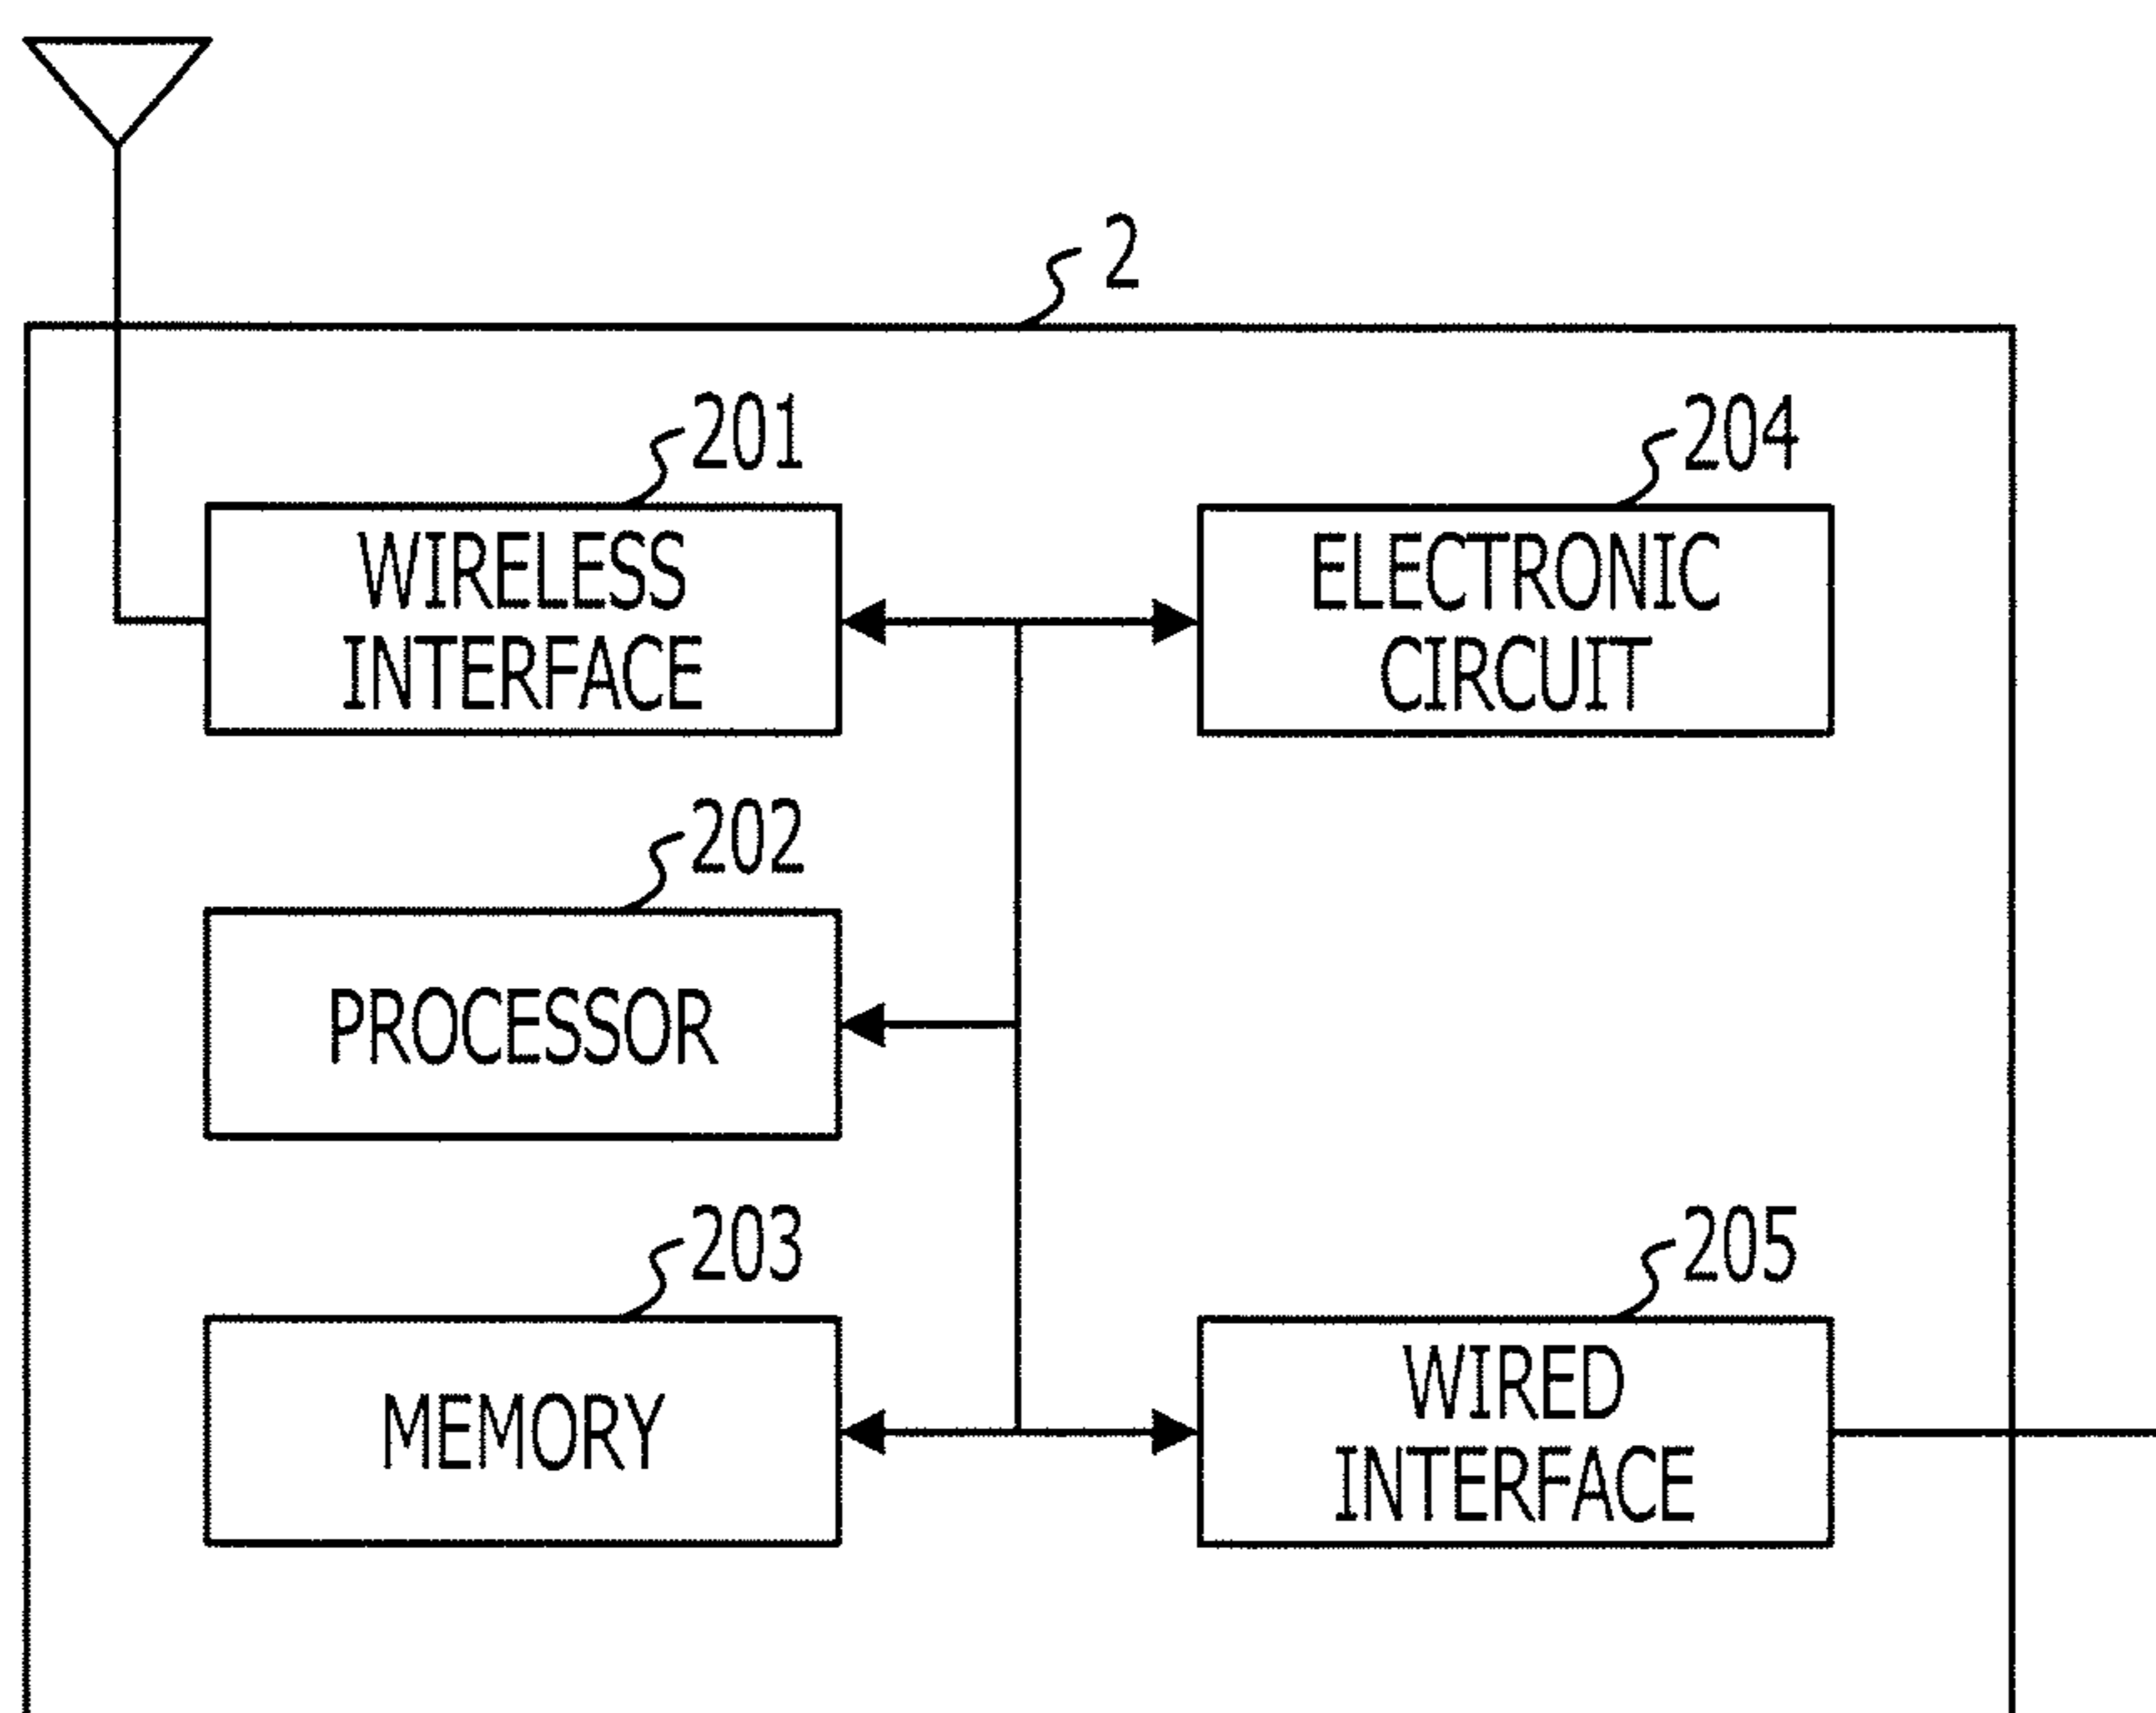 2
201
204
WIRELESS
INTERFACE
ELECTRONIC
CIRCUIT
202
PROCESSOR
203
205
MEMORY
WIRED
INTERFACE